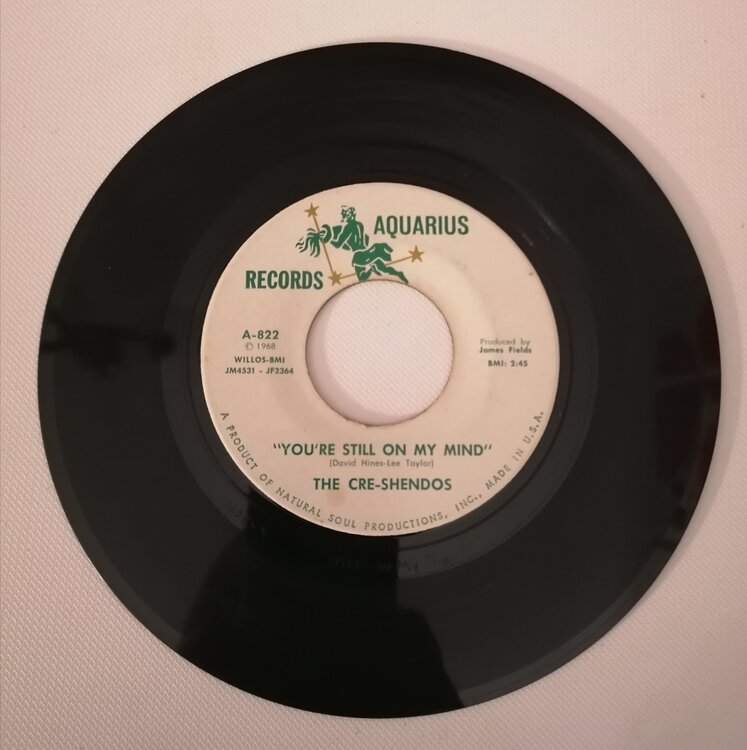 AQUARIUS
RECORDS
A-822
℗ 1968
WILLOS-BMI
JM4531 - JF2364
Produced by
James Fields
BMI: 2:45
"YOU'RE STILL ON MY MIND"
(David Hines-Lee Taylor)
THE CRE-SHENDOS
A PRODUCT OF NATURAL SOUL PRODUCTIONS, INC., MADE IN U.S.A.